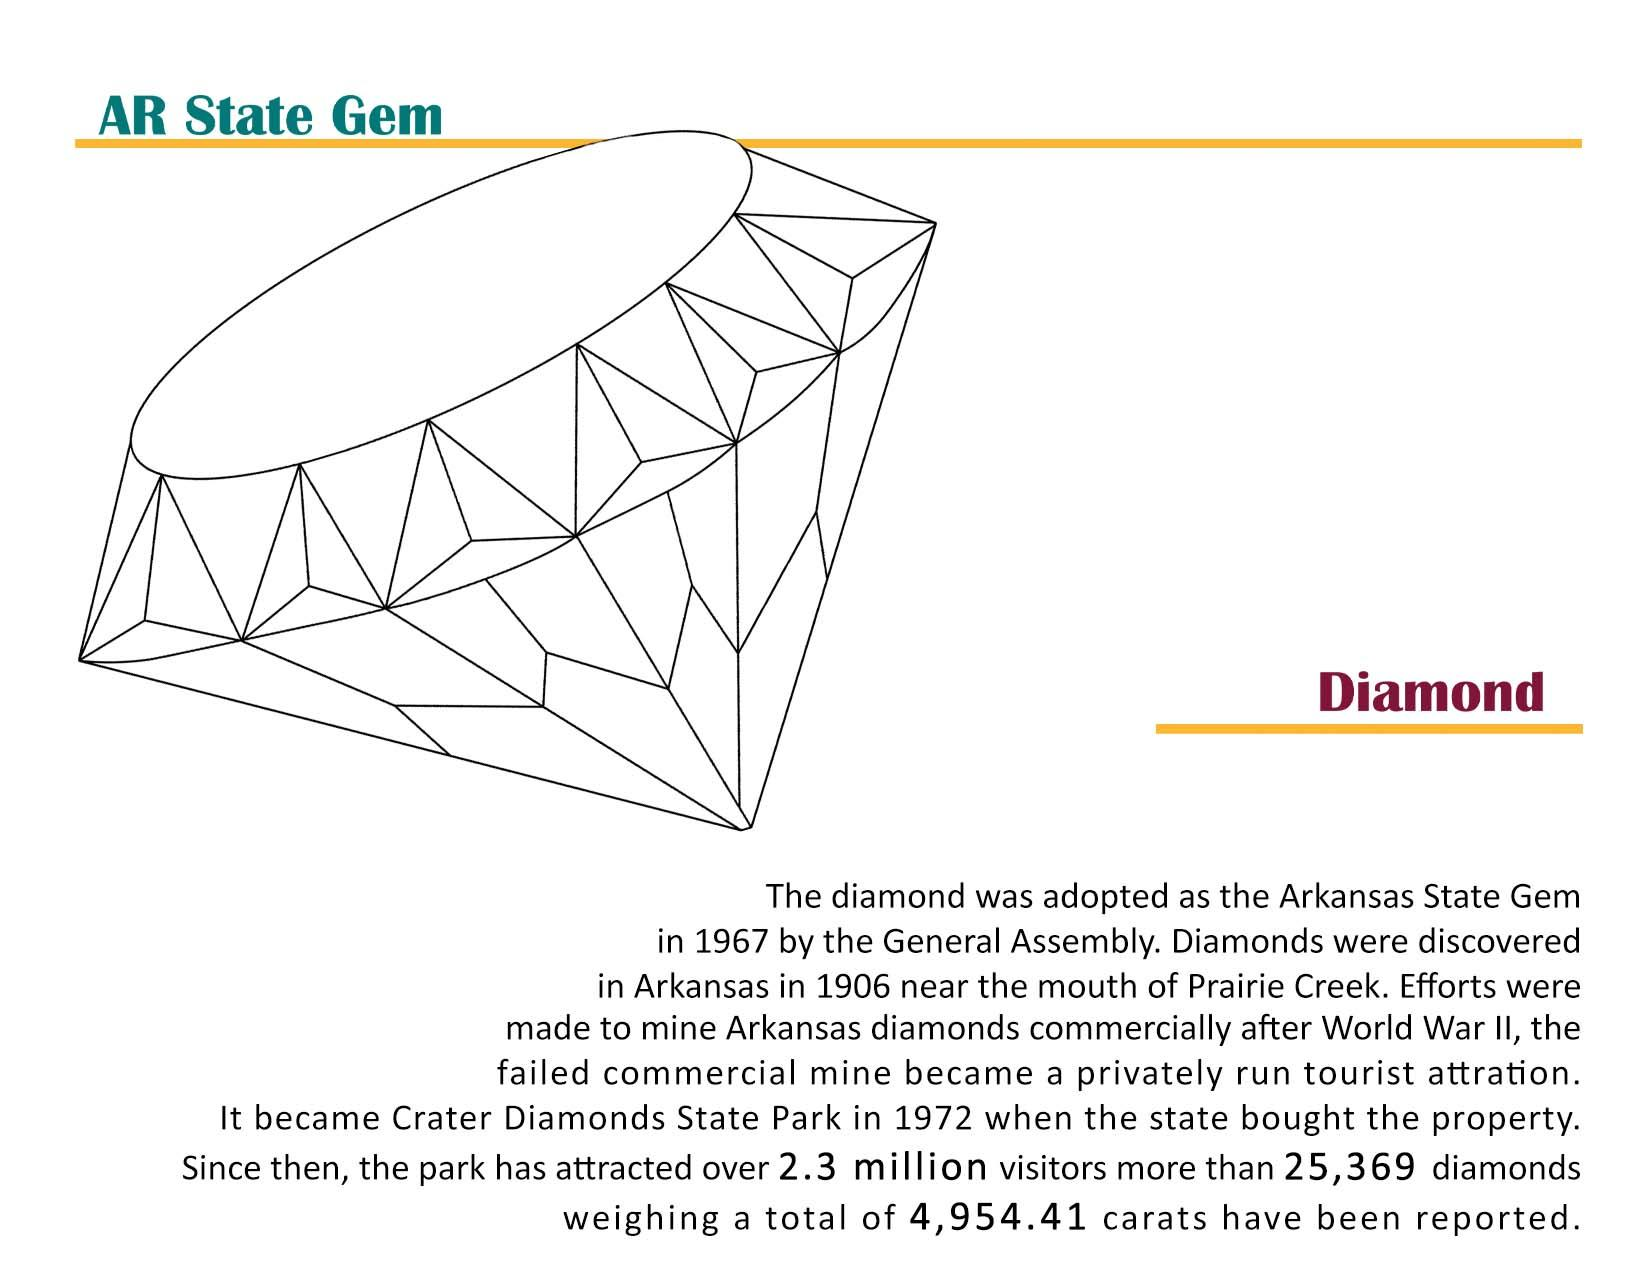 AR State Gem
Diamond
The diamond was adopted as the Arkansas State Gem
in 1967 by the General Assembly. Diamonds were discovered
in Arkansas in 1906 near the mouth of Prairie Creek. Efforts were
made to mine Arkansas diamonds commercially after World War II, the
failed commercial mine became a privately run tourist attration.
It became Crater Diamonds State Park in 1972 when the state bought the property.
Since then, the park has attracted over 2.3 million visitors more than 25,369 diamonds
weighing a total of 4,954.41 carats have been reported.